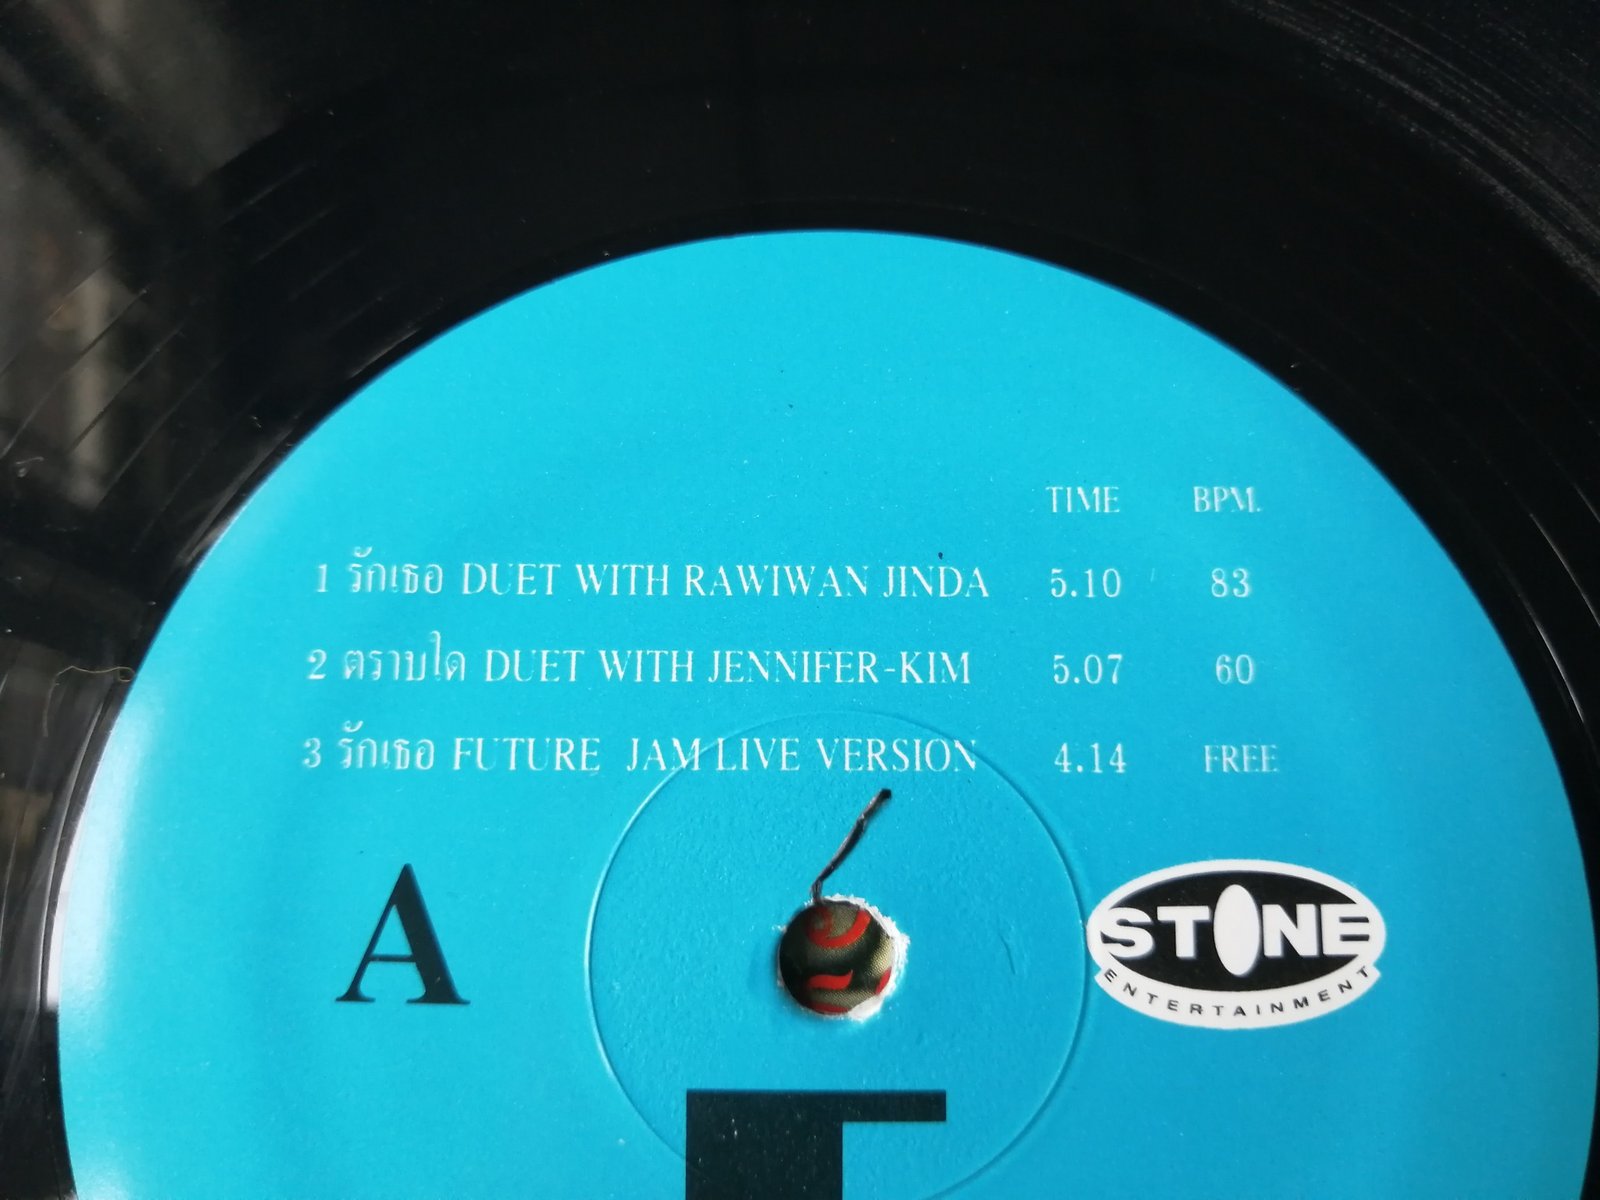 TIME BPM.
1 รักเธอ DUET WITH RAWIWAN JINDA 5.10 83
2 ตราบใด DUET WITH JENNIFER-KIM 5.07 60
3 รักเธอ FUTURE JAM LIVE VERSION 4.14 FREE
A
STONE
ENTERTAINMENT